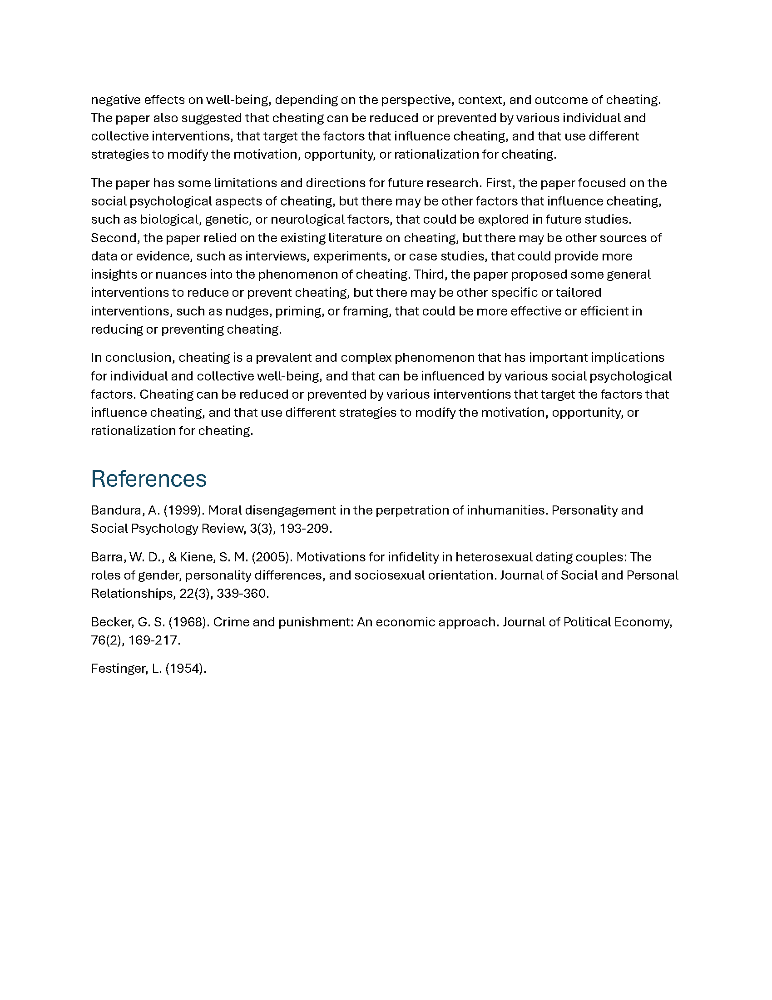 negative effects on well-being, depending on the perspective, context, and outcome of cheating.
The paper also suggested that cheating can be reduced or prevented by various individual and
collective interventions, that target the factors that influence cheating, and that use different
strategies to modify the motivation, opportunity, or rationalization for cheating.
The paper has some limitations and directions for future research. First, the paper focused on the
social psychological aspects of cheating, but there may be other factors that influence cheating,
such as biological, genetic, or neurological factors, that could be explored in future studies.
Second, the paper relied on the existing literature on cheating, but there may be other sources of
data or evidence, such as interviews, experiments, or case studies, that could provide more
insights or nuances into the phenomenon of cheating. Third, the paper proposed some general
interventions to reduce or prevent cheating, but there may be other specific or tailored
interventions, such as nudges, priming, or framing, that could be more effective or efficient in
reducing or preventing cheating.
In conclusion, cheating is a prevalent and complex phenomenon that has important implications
for individual and collective well-being, and that can be influenced by various social psychological
factors. Cheating can be reduced or prevented by various interventions that target the factors that
influence cheating, and that use different strategies to modify the motivation, opportunity, or
rationalization for cheating.
References
Bandura, A. (1999). Moral disengagement in the perpetration of inhumanities. Personality and
Social Psychology Review, 3(3), 193-209.
Barra, W. D., & Kiene, S. M. (2005). Motivations for infidelity in heterosexual dating couples: The
roles of gender, personality differences, and sociosexual orientation. Journal of Social and Personal
Relationships, 22(3), 339-360.
Becker, G. S. (1968). Crime and punishment: An economic approach. Journal of Political Economy,
76(2), 169-217.
Festinger, L. (1954).